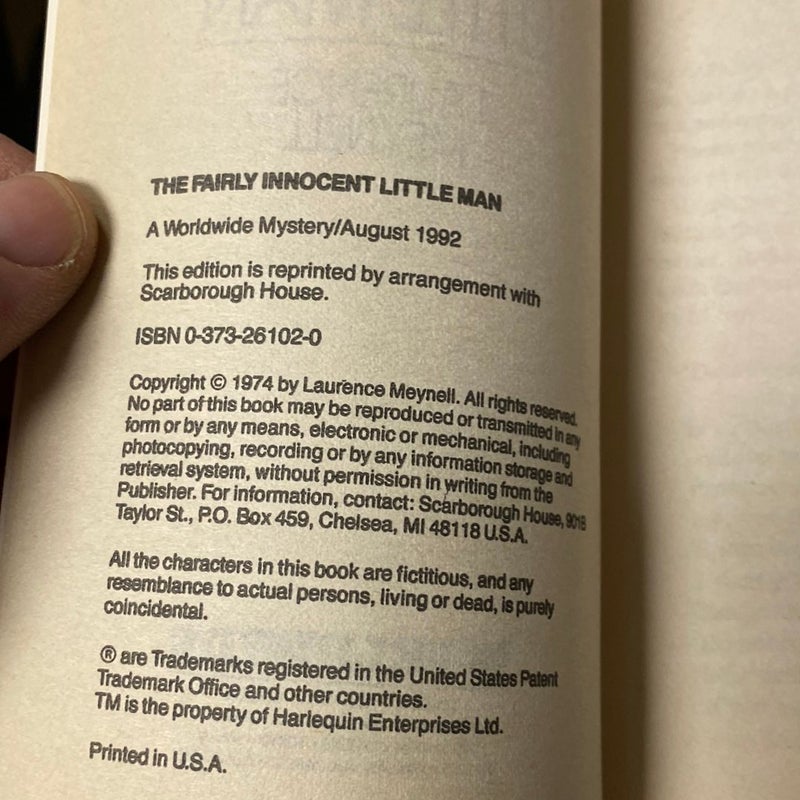 THE FAIRLY INNOCENT LITTLE MAN
A Worldwide Mystery/August 1992
This edition is reprinted by arrangement with
Scarborough House.
ISBN 0-373-26102-0
Copyright © 1974 by Laurence Meynell. All rights reserved.
No part of this book may be reproduced or transmitted in any
form or by any means, electronic or mechanical, including
photocopying, recording or by any information storage and
retrieval system, without permission in writing from the
Publisher. For information, contact: Scarborough House, 901B
Taylor St., P.O. Box 459, Chelsea, MI 48118 U.S.A.
All the characters in this book are fictitious, and any
resemblance to actual persons, living or dead, is purely
coincidental.
® are Trademarks registered in the United States Patent
Trademark Office and other countries.
TM is the property of Harlequin Enterprises Ltd.
Printed in U.S.A.